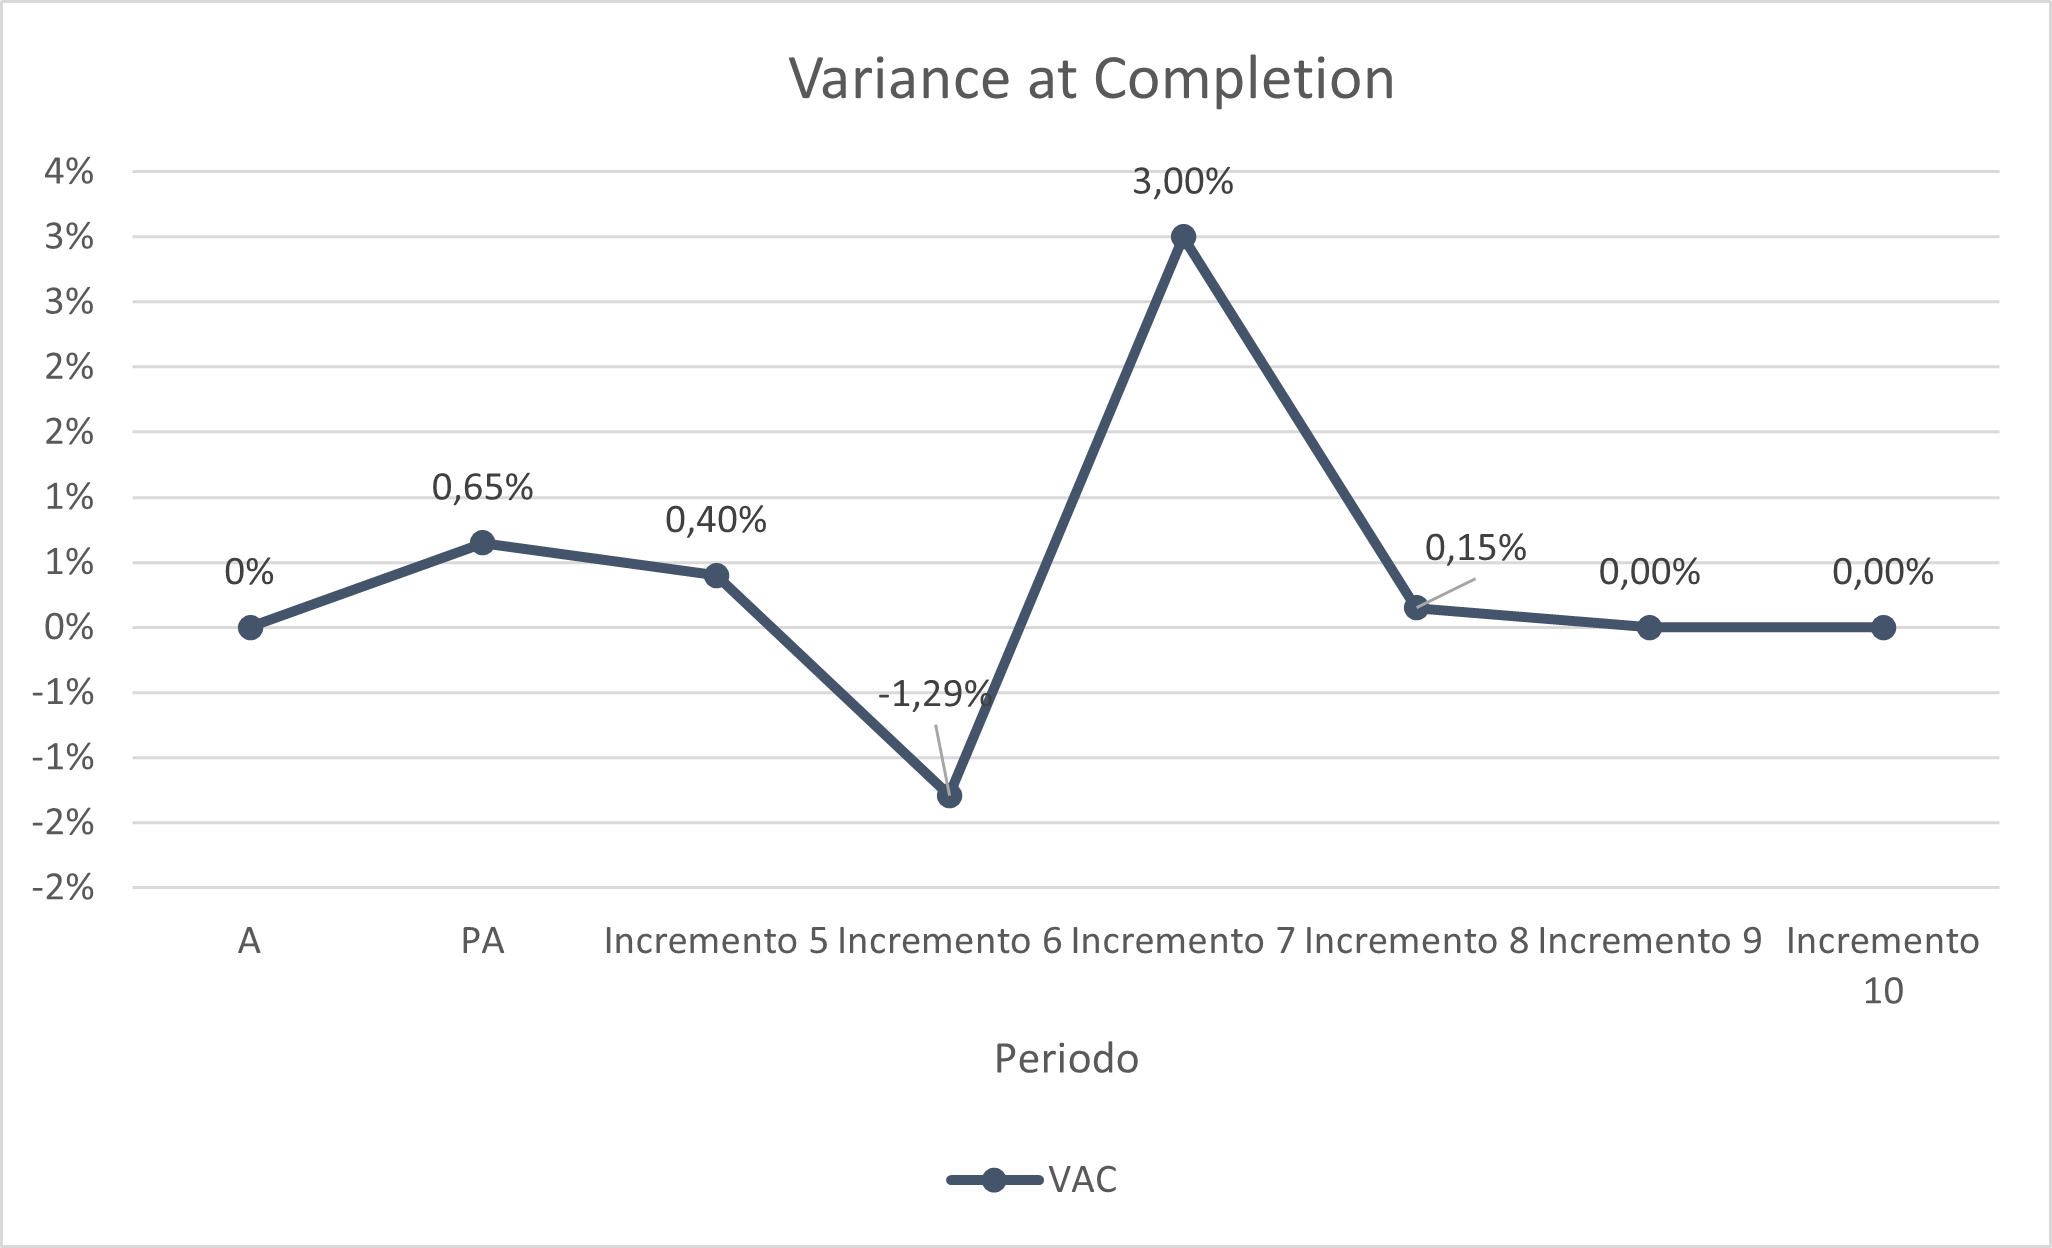 Variance at Completion
4%
3%
3%
2%
2%
1%
1%
0%
-1%
-1%
-2%
-2%
0%
0,65%
0,40%
-1,29%
3,00%
0,15%
0,00%
0,00%
A
PA
Incremento 5
Incremento 6
Incremento 7
Incremento 8
Incremento 9
Incremento
10
Periodo
VAC